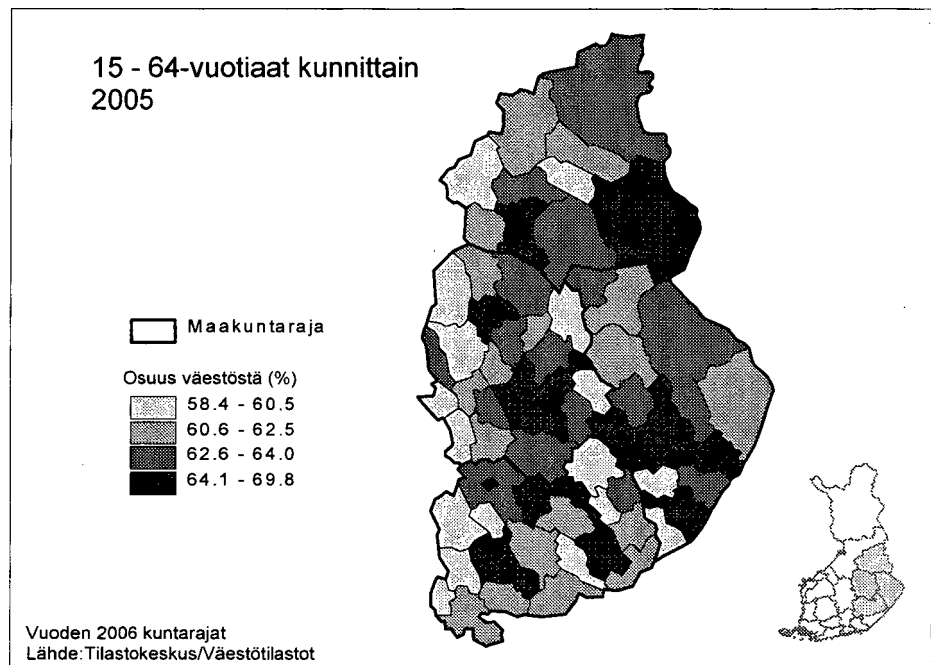 15 - 64-vuotiaat kunnittain
2005
Maakuntaraja
Osuus väestöstä (%)
58.4 - 60.5
60.6 - 62.5
62.6 - 64.0
64.1 - 69.8
Vuoden 2006 kuntarajat
Lähde:Tilastokeskus/Väestötilastot